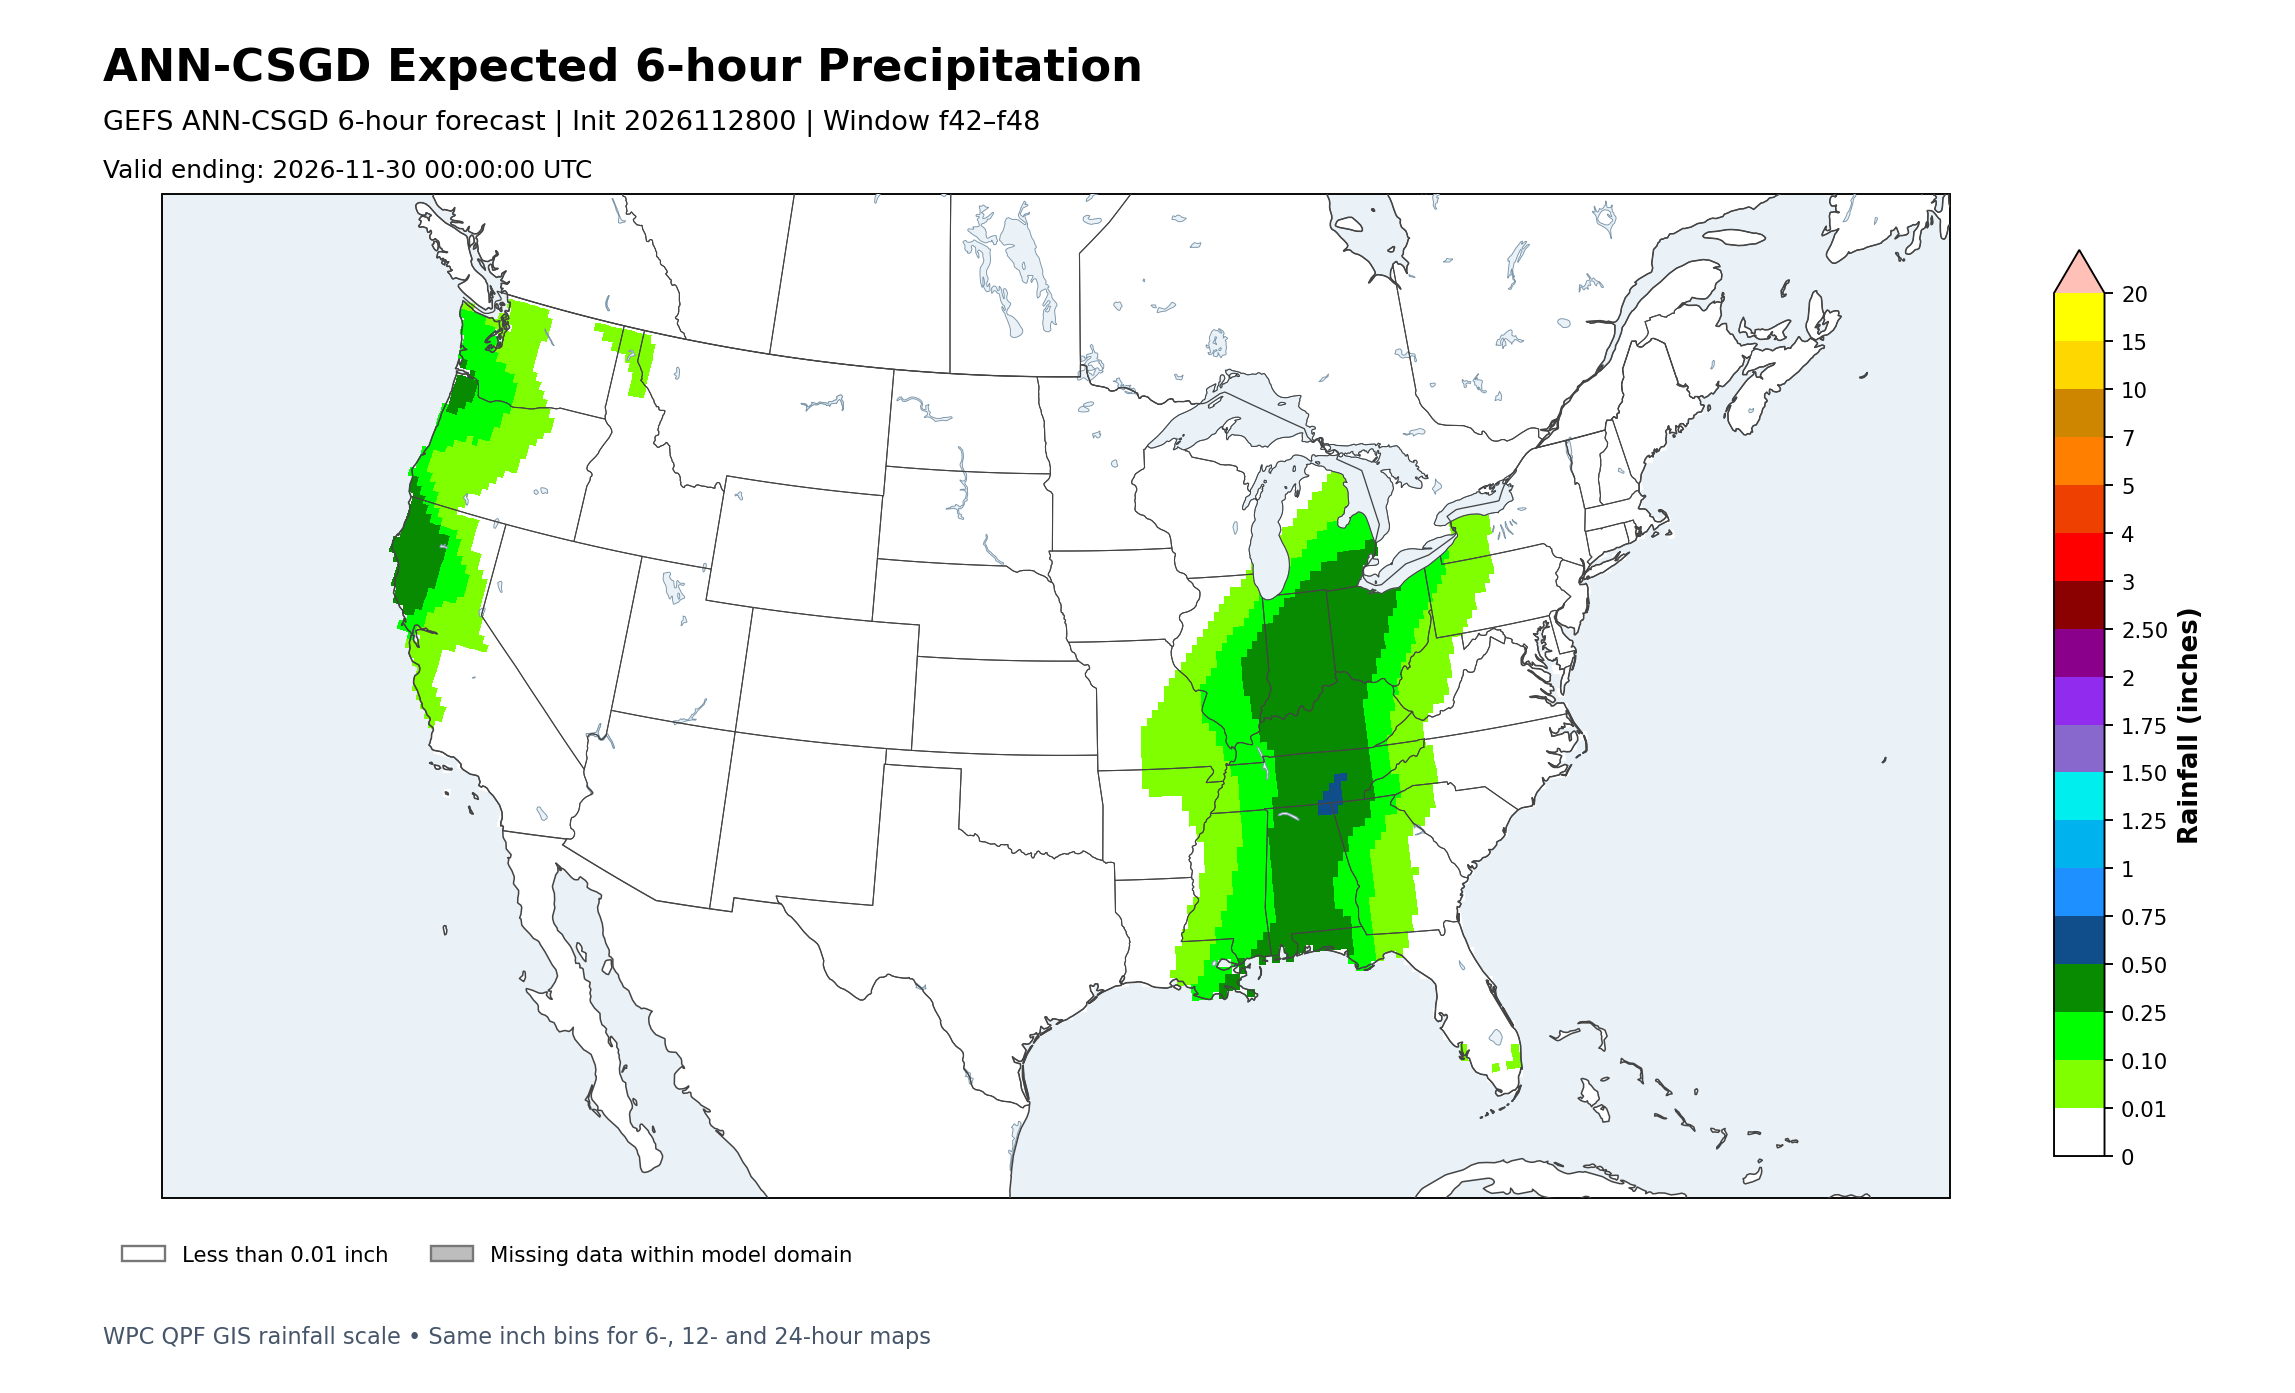 ANN-CSGD Expected 6-hour Precipitation
GEFS ANN-CSGD 6-hour forecast | Init 2026112800 | Window f42–f48
Valid ending: 2026-11-30 00:00:00 UTC
20
15
10
7
5
4
3
2.50
2
1.75
1.50
1.25
1
0.75
0.50
0.25
0.10
0.01
0
Rainfall (inches)
Less than 0.01 inch
Missing data within model domain
WPC QPF GIS rainfall scale • Same inch bins for 6-, 12- and 24-hour maps